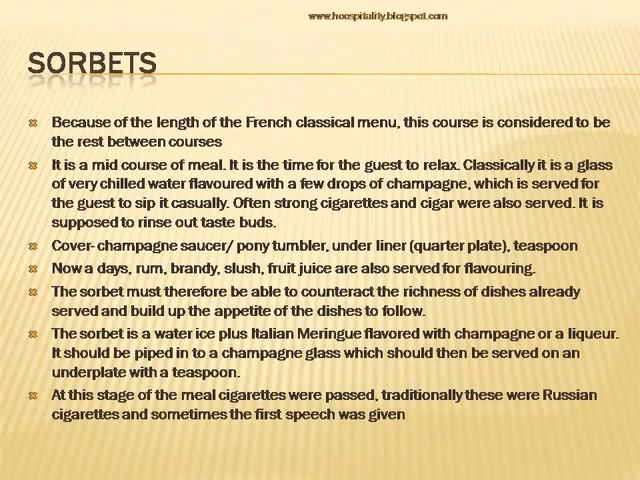 www.hoospitality.blogspot.com
SORBETS
Because of the length of the French classical menu, this course is considered to be
the rest between courses
It is a mid course of meal. It is the time for the guest to relax. Classically it is a glass
of very chilled water flavoured with a few drops of champagne, which is served for
the guest to sip it casually. Often strong cigarettes and cigar were also served. It is
supposed to rinse out taste buds.
Cover- champagne saucer/ pony tumbler, under liner (quarter plate), teaspoon
Now a days, rum, brandy, slush, fruit juice are also served for flavouring.
The sorbet must therefore be able to counteract the richness of dishes already
served and build up the appetite of the dishes to follow.
The sorbet is a water ice plus Italian Meringue flavored with champagne or a liqueur.
It should be piped in to a champagne glass which should then be served on an
underplate with a teaspoon.
At this stage of the meal cigarettes were passed, traditionally these were Russian
cigarettes and sometimes the first speech was given